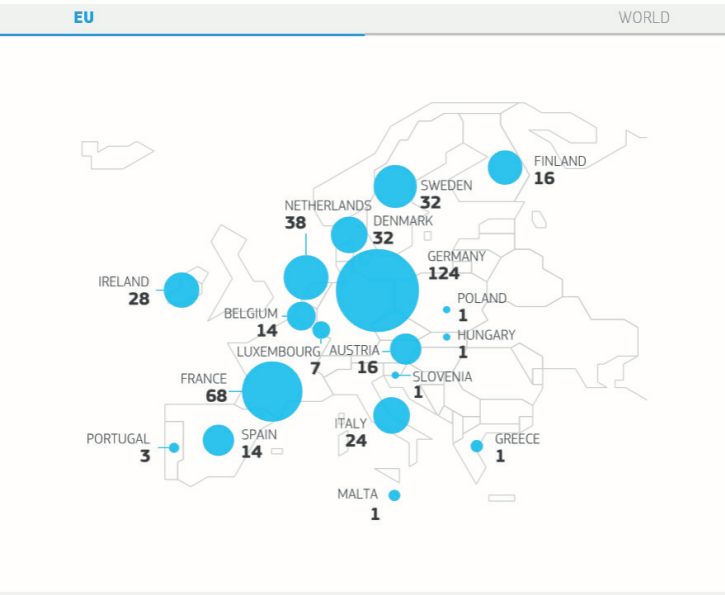 EU
WORLD
FINLAND
16
SWEDEN
32
NETHERLANDS
38
DENMARK
32
GERMANY
124
IRELAND
28
POLAND
1
BELGIUM
14
HUNGARY
1
LUXEMBOURG
7
AUSTRIA
16
SLOVENIA
1
FRANCE
68
ITALY
24
PORTUGAL
3
SPAIN
14
GREECE
1
MALTA
1